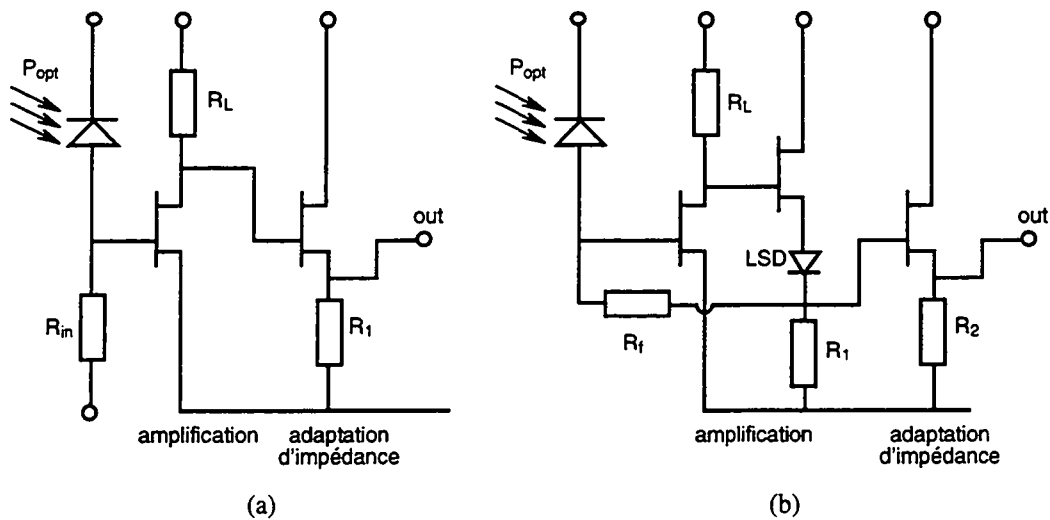 Popt
RL
out
Rin
R1
amplification
adaptation
d'impédance
(a)
Popt
RL
LSD
out
Rf
R1
R2
amplification
adaptation
d'impédance
(b)